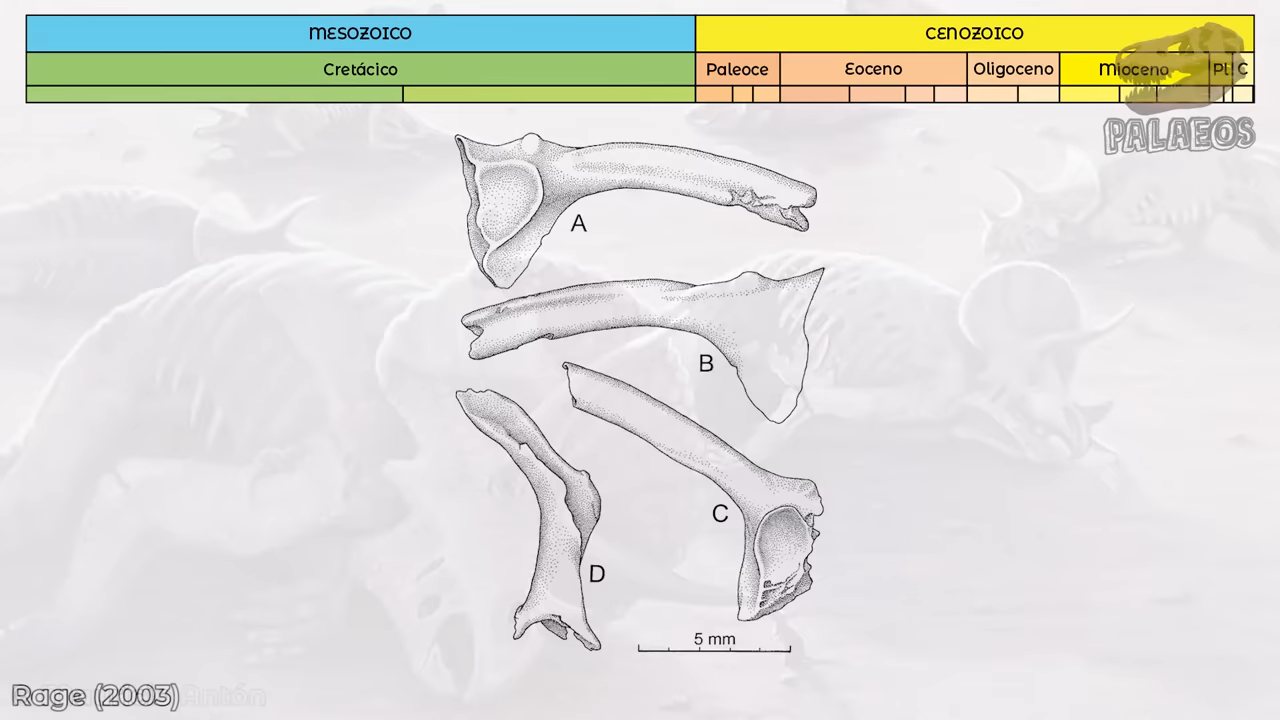 MESOZOICO
CENOZOICO
Cretácico
Paleoce
Eoceno
Oligoceno
Mioceno
Pl
C
PALAEOS
A
B
C
D
5 mm
Rage (2003)